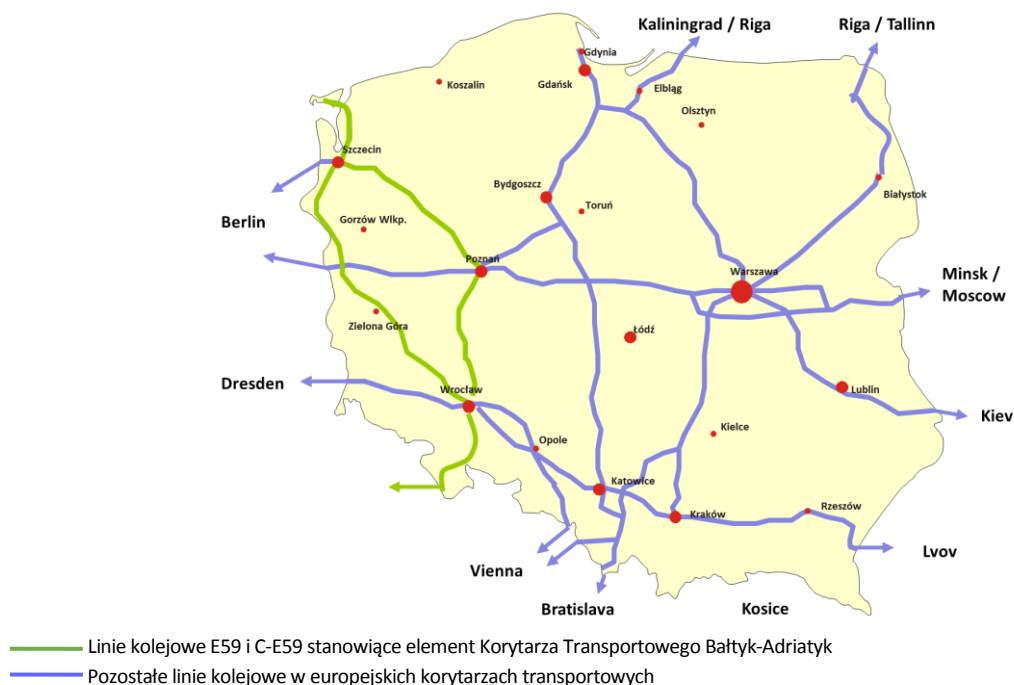 Kaliningrad / Riga
Riga / Tallinn
Gdynia
Koszalin
Gdańsk
Elbląg
Olsztyn
Szczecin
Bydgoszcz
Toruń
Białystok
Berlin
Gorzów Wlkp.
Poznań
Warszawa
Minsk /
Moscow
Zielona Góra
Łódź
Dresden
Wrocław
Lublin
Kiev
Opole
Kielce
Katowice
Kraków
Rzeszów
Vienna
Lvov
Bratislava
Kosice
Linie kolejowe E59 i C-E59 stanowiące element Korytarza Transportowego Bałtyk-Adriatyk
Pozostałe linie kolejowe w europejskich korytarzach transportowych